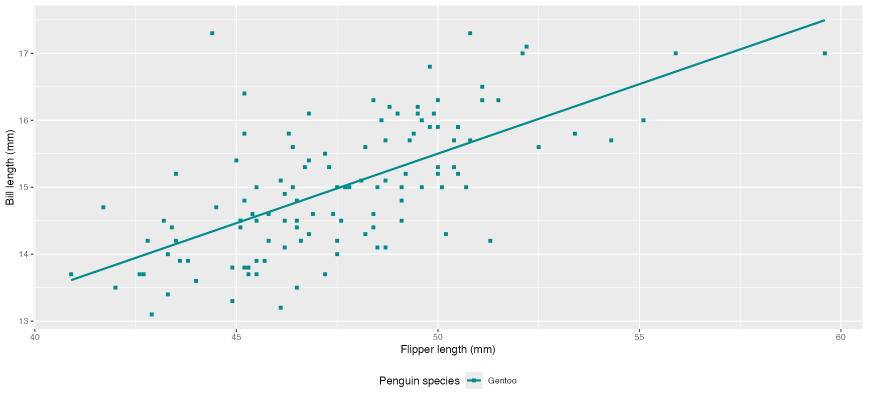 17
16
15
14
13
Bill length (mm)
40 45 50 55 60
Flipper length (mm)
Penguin species Gentoo